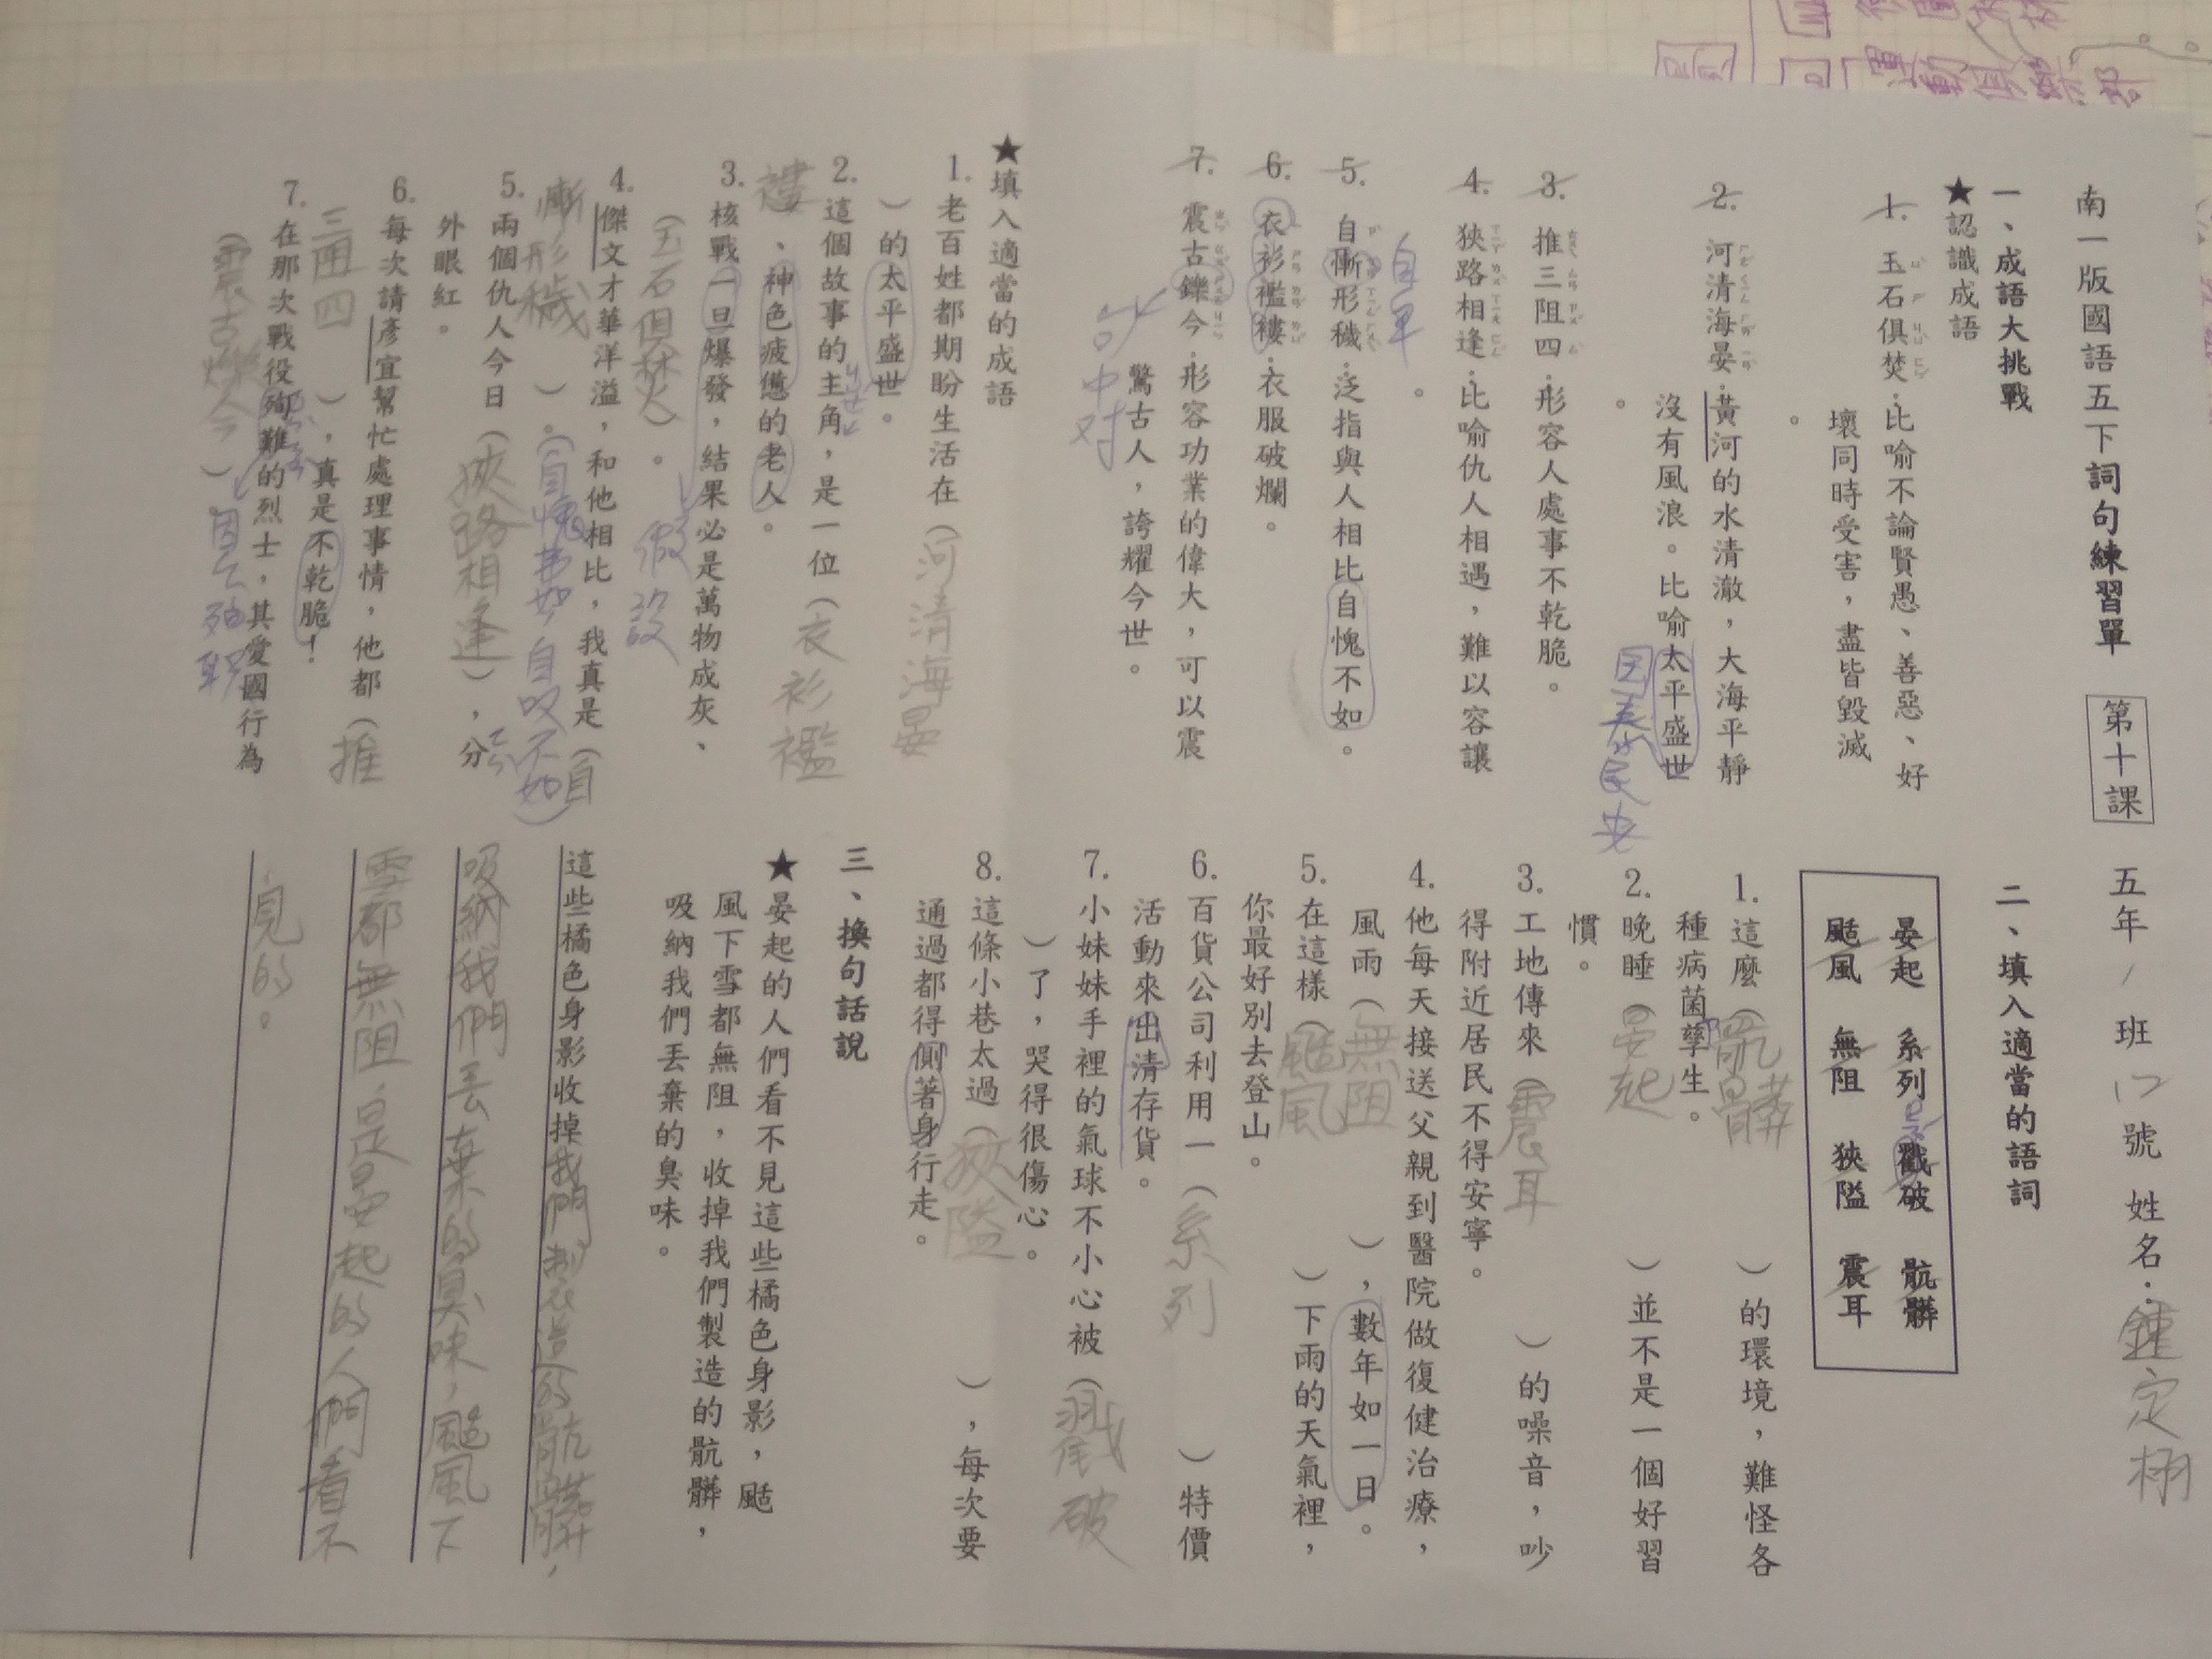 南一版國語五下詞句練習單 第十課 五年1班12號 姓名:鍾定栩
一、成語大挑戰
★認識成語
1. 玉石俱焚:比喻不論賢愚、善惡、好
壞同時受害,盡皆毀滅
。
2. 河清海晏:黃河的水清澈,大海平靜
沒有風浪。比喻太平盛世
。
國泰民安
3. 推三阻四:形容人處事不乾脆。
4. 狹路相逢:比喻仇人相遇,難以容讓
。
自卑
5. 自慚形穢:泛指與人相比自愧不如。
6. 衣衫襤褸:衣服破爛。
7. 震古鑠今:形容功業的偉大,可以震
驚古人,誇耀今世。
★填入適當的成語
1. 老百姓都期盼生活在(河清海晏
)的太平盛世。
2. 這個故事的主角,是一位(衣衫襤
褸、神色疲憊的老人。
3. 核戰一旦爆發,結果必是萬物成灰、
(玉石俱焚)。
假設
4. 傑文才華洋溢,和他相比,我真是(自
慚形穢)。
5. 兩個仇人今日(狹路相逢),分
外眼紅。
6. 每次請彥宜幫忙處理事情,他都(推
三阻四),真是不乾脆!
7. 在那次戰役殉難的烈士,其愛國行為
(震古爍今)。
二、填入適當的語詞
晏起 系列 戳破 骯髒
颳風 無阻 狹隘 震耳
1. 這麼(骯髒)的環境,難怪各
種病菌孳生。
2. 晚睡(晏起)並不是一個好習
慣。
3. 工地傳來(震耳)的噪音,吵
得附近居民不得安寧。
4. 他每天接送父親到醫院做復健治療,
風雨(無阻),數年如一日。
5. 在這樣(颳風)下雨的天氣裡,
你最好別去登山。
6. 百貨公司利用一(系列)特價
活動來出清存貨。
7. 小妹妹手裡的氣球不小心被(戳破
)了,哭得很傷心。
8. 這條小巷太過(狹隘),每次要
通過都得側著身行走。
三、換句話說
★晏起的人們看不見這些橘色身影,颳
風下雪都無阻,收掉我們製造的骯髒,
吸納我們丟棄的臭味。
這些橘色身影收掉我們製造的骯髒,
吸納我們丟棄的臭味,颳風下
雪都無阻,是晏起的人們看不
見的。